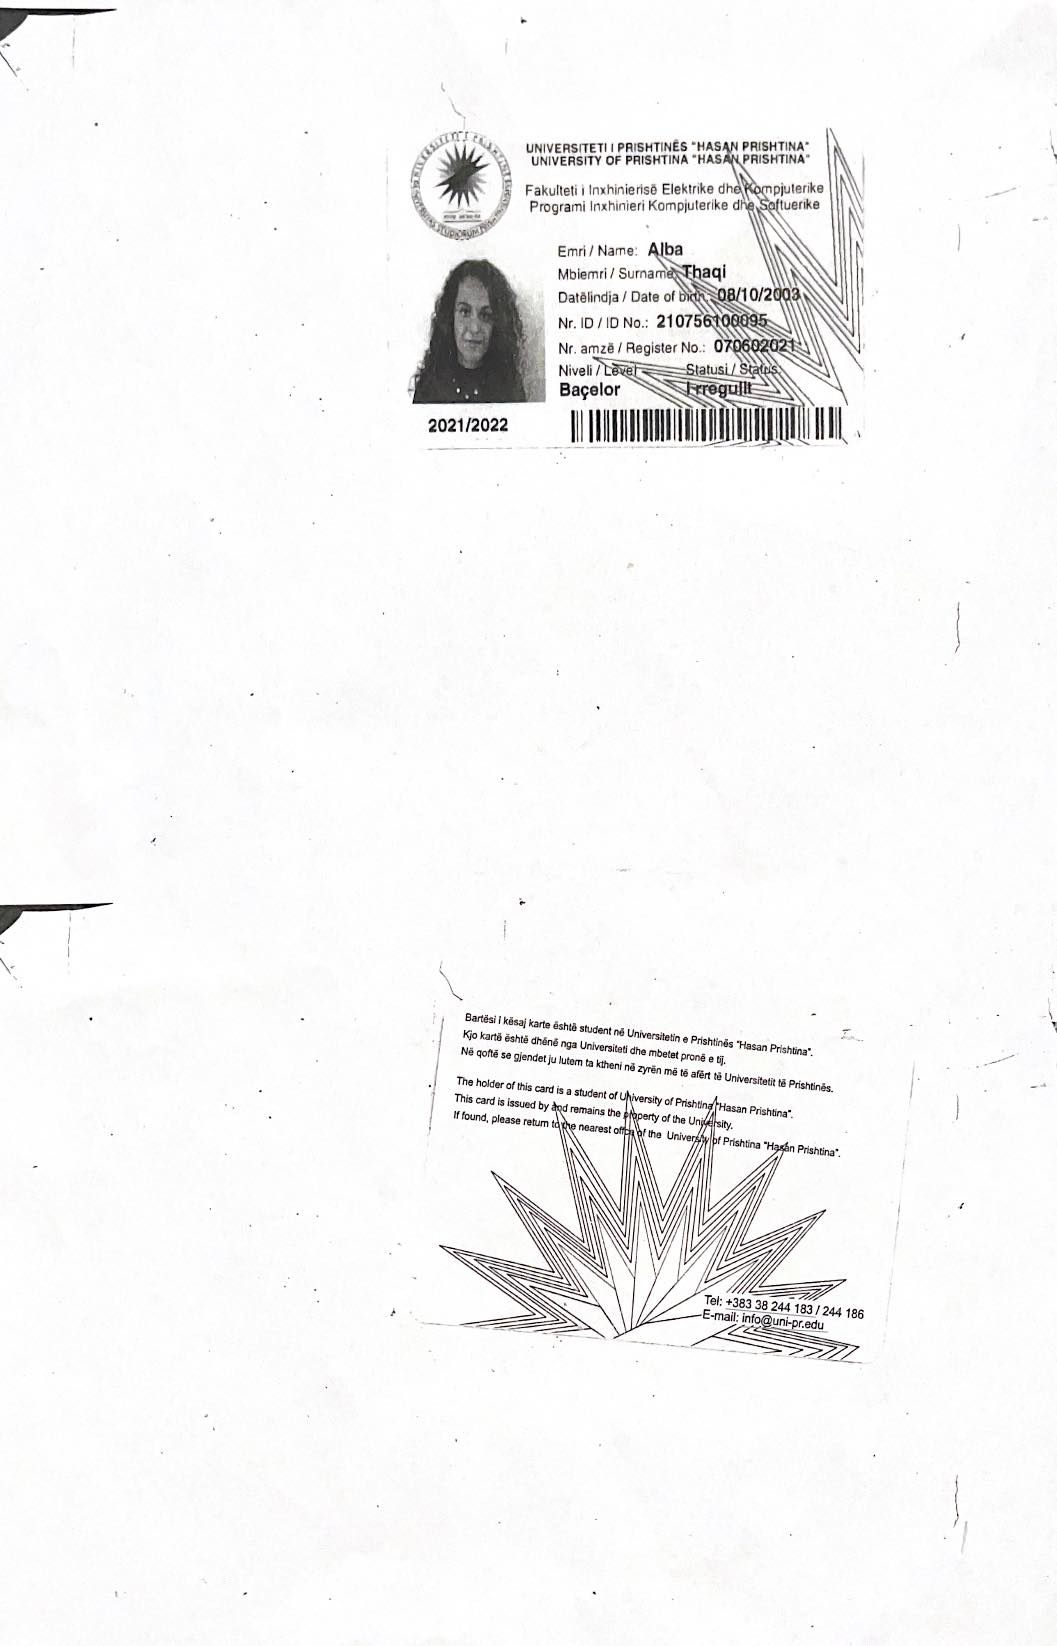 UNIVERSITETI I PRISHTINËS "HASAN PRISHTINA"
UNIVERSITY OF PRISHTINA "HASAN PRISHTINA"
Fakulteti i Inxhinierisë Elektrike dhe Kompjuterike
Programi Inxhinieri Kompjuterike dhe Softuerike
Emri / Name: Alba
Mbiemri / Surname: Thaqi
Datëlindja / Date of birth.: 08/10/2003
Nr. ID / ID No.: 210756100095
Nr. amzë / Register No.: 070602021
Niveli / Level Statusi / Status:
Baçelor I rregullt
2021/2022
Bartësi i kësaj karte është student në Universitetin e Prishtinës "Hasan Prishtina".
Kjo kartë është dhënë nga Universiteti dhe mbetet pronë e tij.
Në qoftë se gjendet ju lutem ta ktheni në zyrën më të afërt të Universitetit të Prishtinës.
The holder of this card is a student of University of Prishtina "Hasan Prishtina".
This card is issued by and remains the property of the University.
If found, please return to the nearest office of the University of Prishtina "Hasan Prishtina".
Tel: +383 38 244 183 / 244 186
E-mail: info@uni-pr.edu